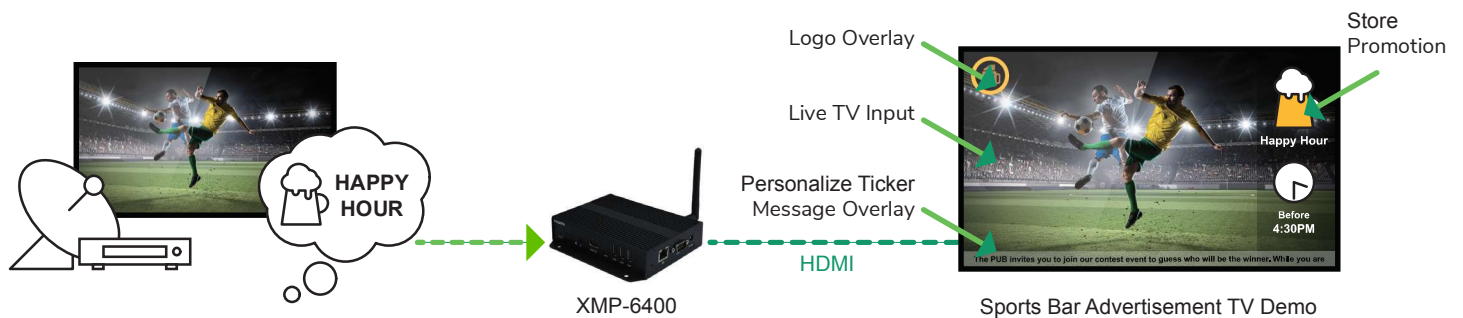 HAPPY
HOUR
XMP-6400
HDMI
Logo Overlay
Live TV Input
Personalize Ticker
Message Overlay
Store
Promotion
Happy Hour
Before
4:30PM
The PUB invites you to join our contest event to guess who will be the winner. While you are
Sports Bar Advertisement TV Demo